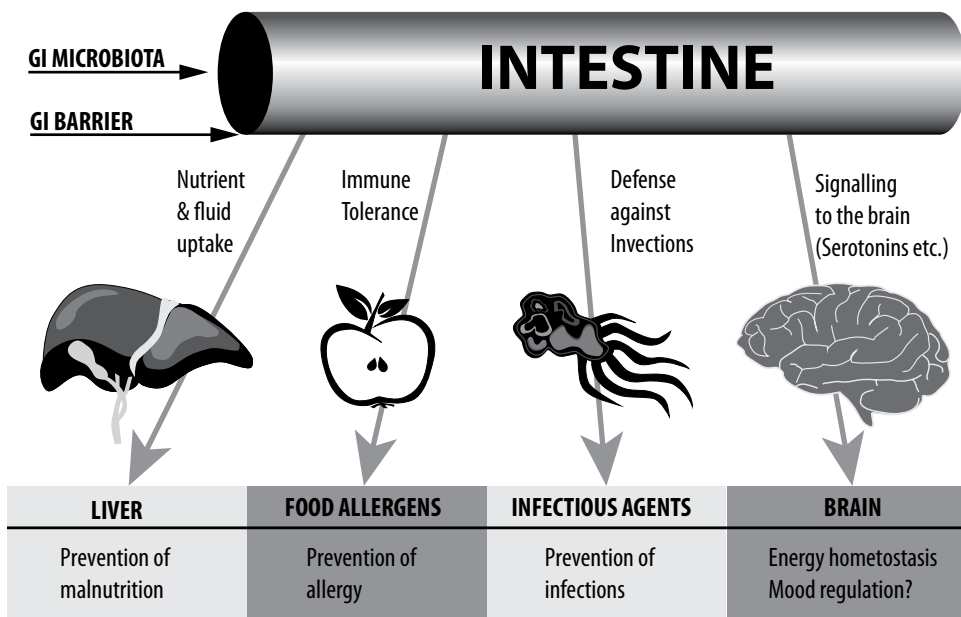 INTESTINE
GI MICROBIOTA
GI BARRIER
Nutrient
& fluid
uptake
Immune
Tolerance
Defense
against
Invections
Signalling
to the brain
(Serotonins etc.)
LIVER
FOOD ALLERGENS
INFECTIOUS AGENTS
BRAIN
Prevention of
malnutrition
Prevention of
allergy
Prevention of
infections
Energy hometostasis
Mood regulation?